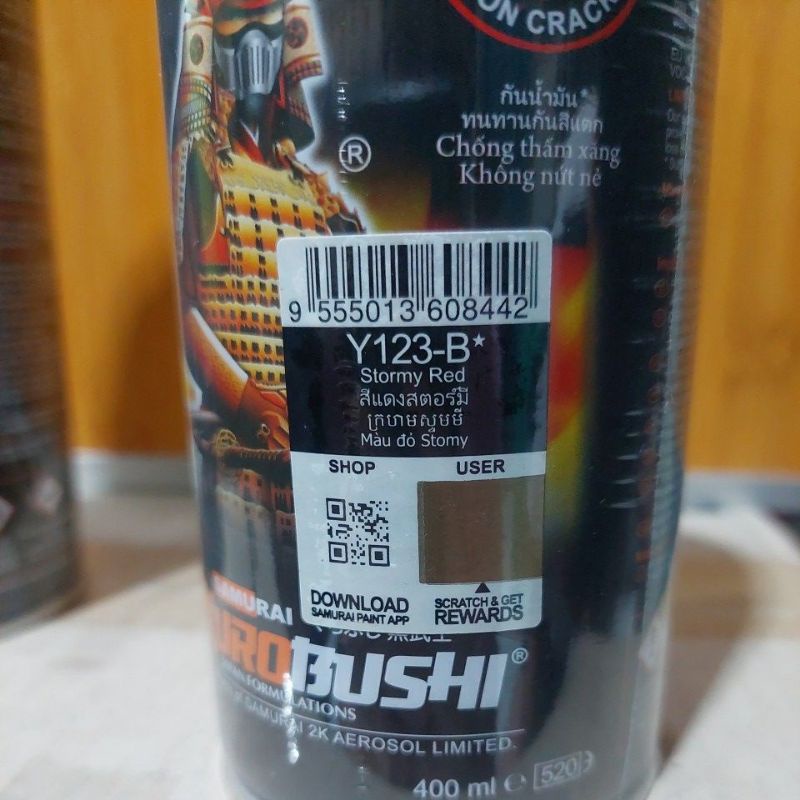 ON CRACK
กันน้ำมัน*
ทนทานกันสีแตก
Chống thấm xăng
Không nứt nẻ
®
9 555013 608442
Y123-B*
Stormy Red
สีแดงสตอร์มี
ក្រហមស្ទមមី
Màu đỏ Stomy
SHOP USER
DOWNLOAD
SAMURAI PAINT APP
SCRATCH & GET
REWARDS
SAMURAI
UROBUSHI®
FORMULATIONS
SAMURAI 2K AEROSOL LIMITED.
400 ml ℮ 520